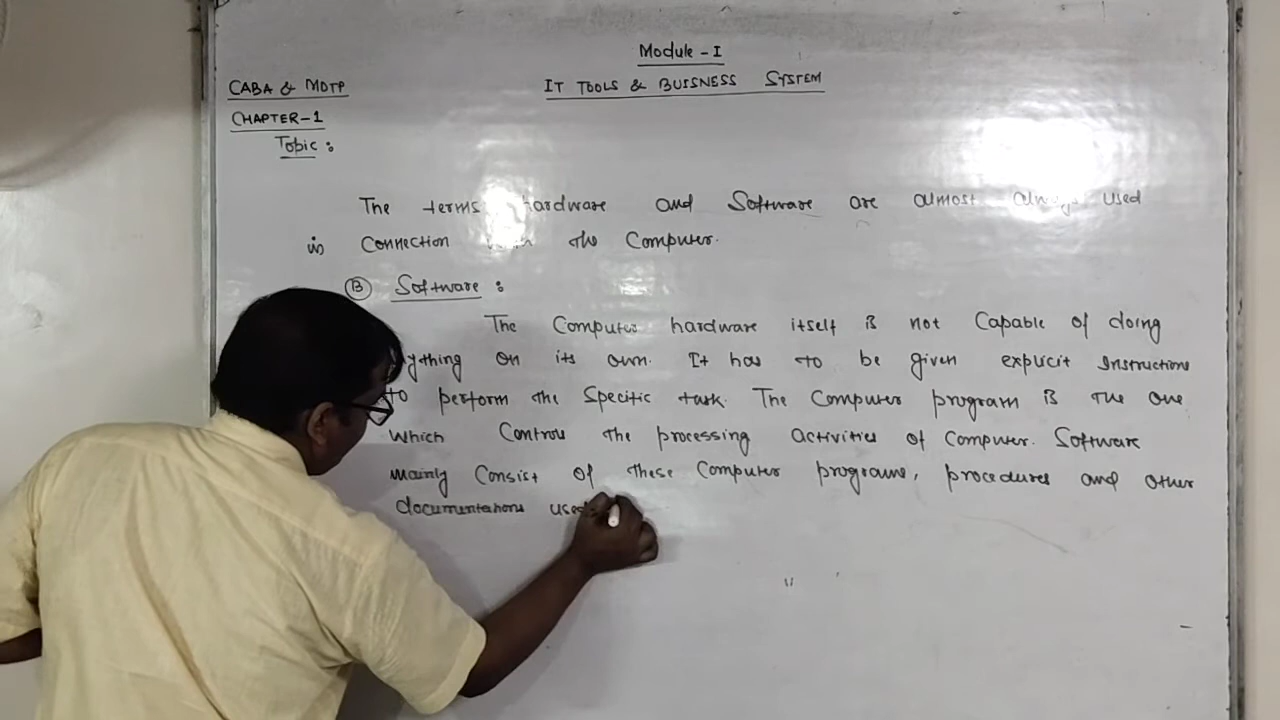 Module - I
CABA & MDTP
IT TOOLS & BUISNESS SYSTEM
CHAPTER-1
Topic :
The terms hardware and Software are almost always used
in connection the Computer.
B Software :
The Computer hardware itself is not Capable of doing
ything on its own. It has to be given explicit Instructions
to perform the Specific task. The Computer program is the one
which Controls the processing activities of Computer. Software
mainly Consist of these Computer programs, procedures and other
documentations used